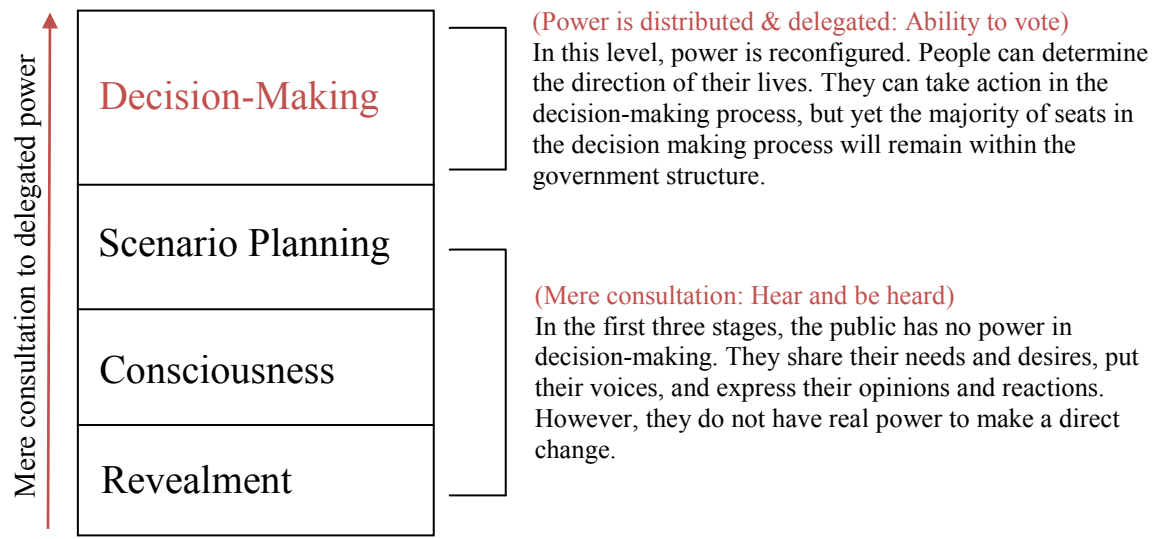 Mere consultation to delegated power
Decision-Making
Scenario Planning
Consciousness
Revealment
(Power is distributed & delegated: Ability to vote)
In this level, power is reconfigured. People can determine
the direction of their lives. They can take action in the
decision-making process, but yet the majority of seats in
the decision making process will remain within the
government structure.
(Mere consultation: Hear and be heard)
In the first three stages, the public has no power in
decision-making. They share their needs and desires, put
their voices, and express their opinions and reactions.
However, they do not have real power to make a direct
change.